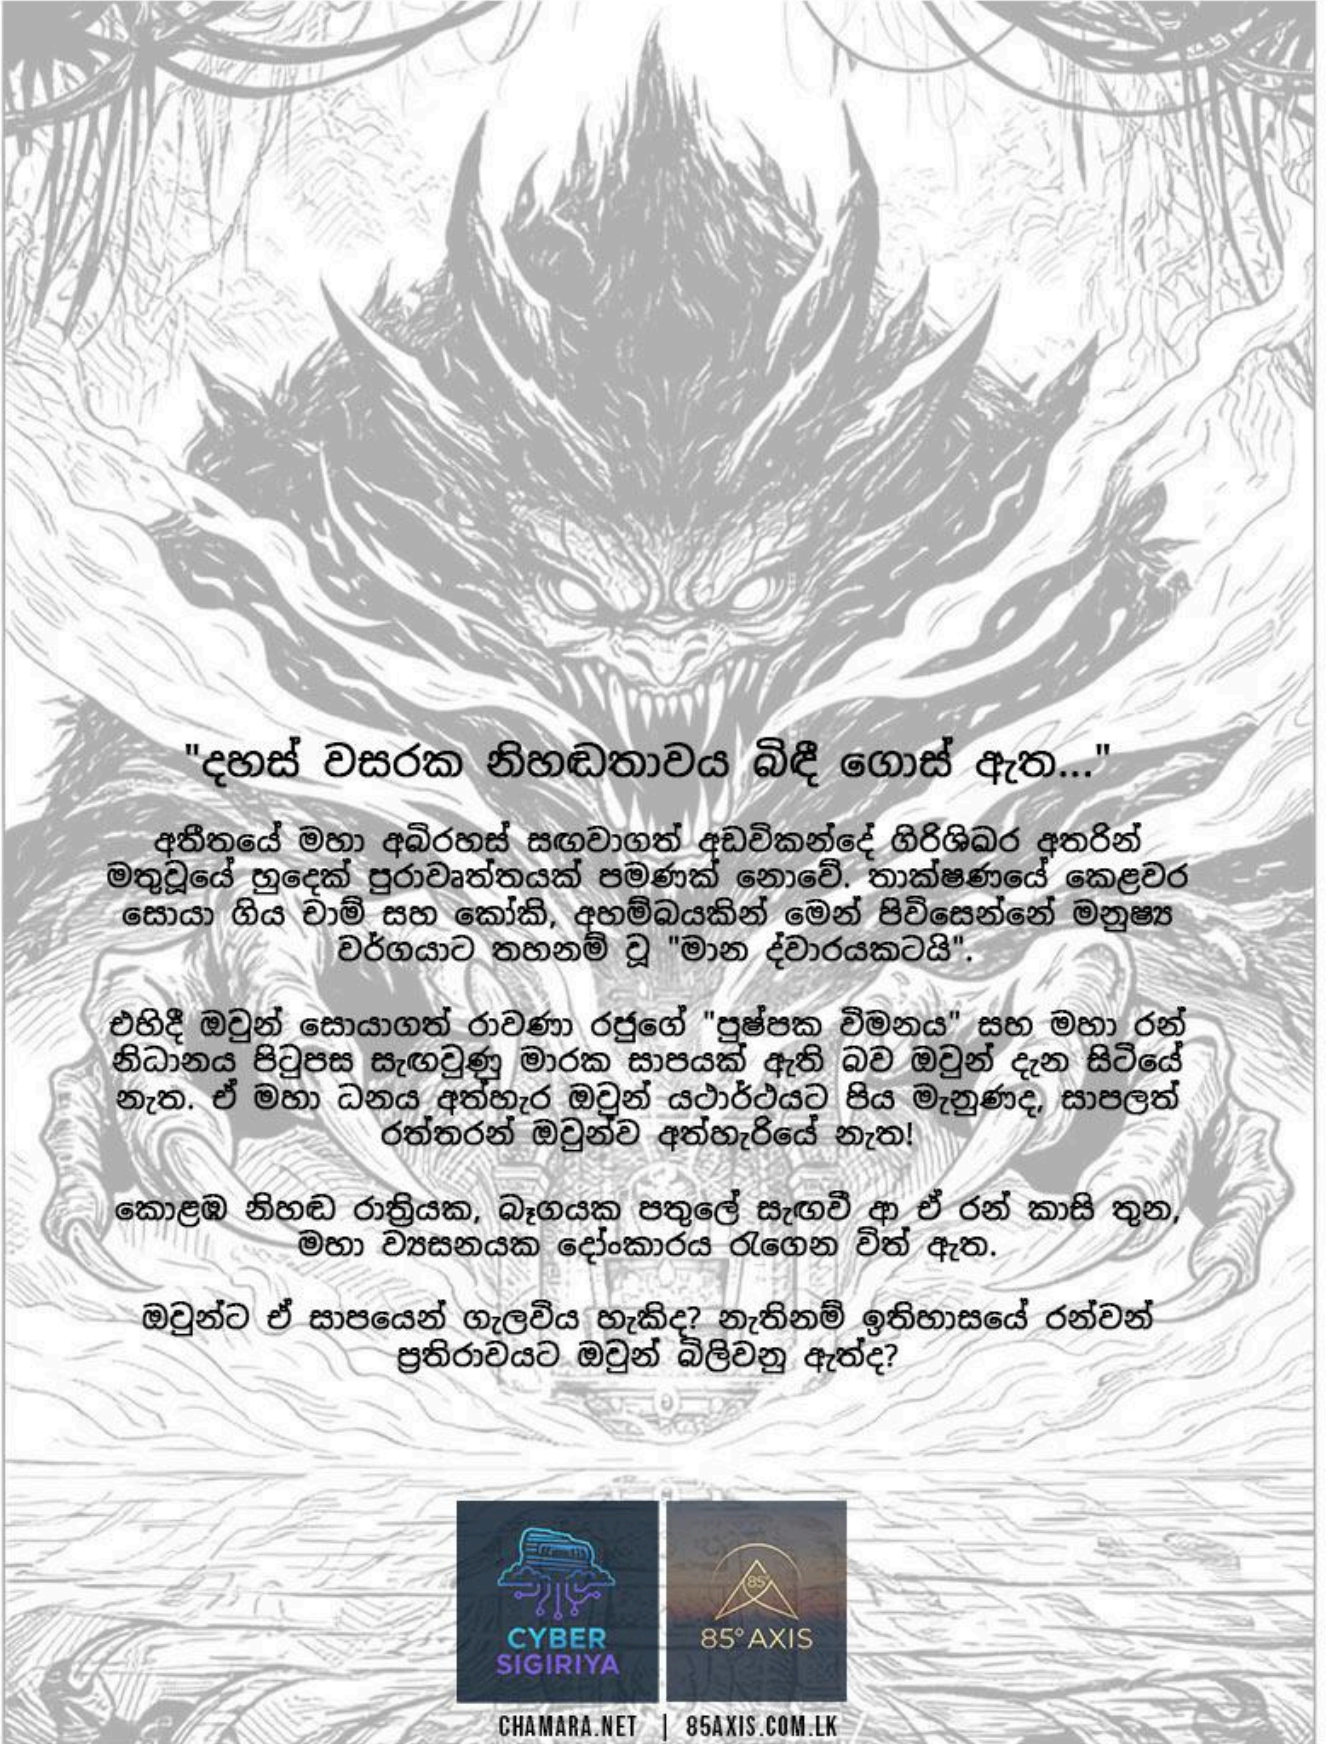 "දහස් වසරක නිහඬතාවය බිඳී ගොස් ඇත..."
අතීතයේ මහා අබිරහස් සඟවාගත් අඩවිකන්දේ ගිරිශිඛර අතරින්
මතුවූයේ හුදෙක් පුරාවෘත්තයක් පමණක් නොවේ. තාක්ෂණයේ කෙළවර
සොයා ගිය චාමි සහ කෝකි, අහම්බයකින් මෙන් පිවිසෙන්නේ මනුෂ්‍ය
වර්ගයාට තහනම් වූ "මාන ද්වාරයකටයි".
එහිදී ඔවුන් සොයාගත් රාවණා රජුගේ "පුෂ්පක විමනය" සහ මහා රන්
නිධානය පිටුපස සැඟවුණු මාරක සාපයක් ඇති බව ඔවුන් දැන සිටියේ
නැත. ඒ මහා ධනය අත්හැර ඔවුන් යථාර්ථයට පිය මැනුණද, සාපලත්
රත්තරන් ඔවුන්ව අත්හැරියේ නැත!
කොළඹ නිහඬ රාත්‍රියක, බෑගයක පතුලේ සැඟවී ආ ඒ රන් කාසි තුන,
මහා ව්‍යසනයක දෝංකාරය රැගෙන විත් ඇත.
ඔවුන්ට ඒ සාපයෙන් ගැලවිය හැකිද? නැතිනම් ඉතිහාසයේ රන්වන්
ප්‍රතිරාවයට ඔවුන් බිලිවනු ඇත්ද?
CYBER
SIGIRIYA
85°
85° AXIS
CHAMARA.NET | 85AXIS.COM.LK